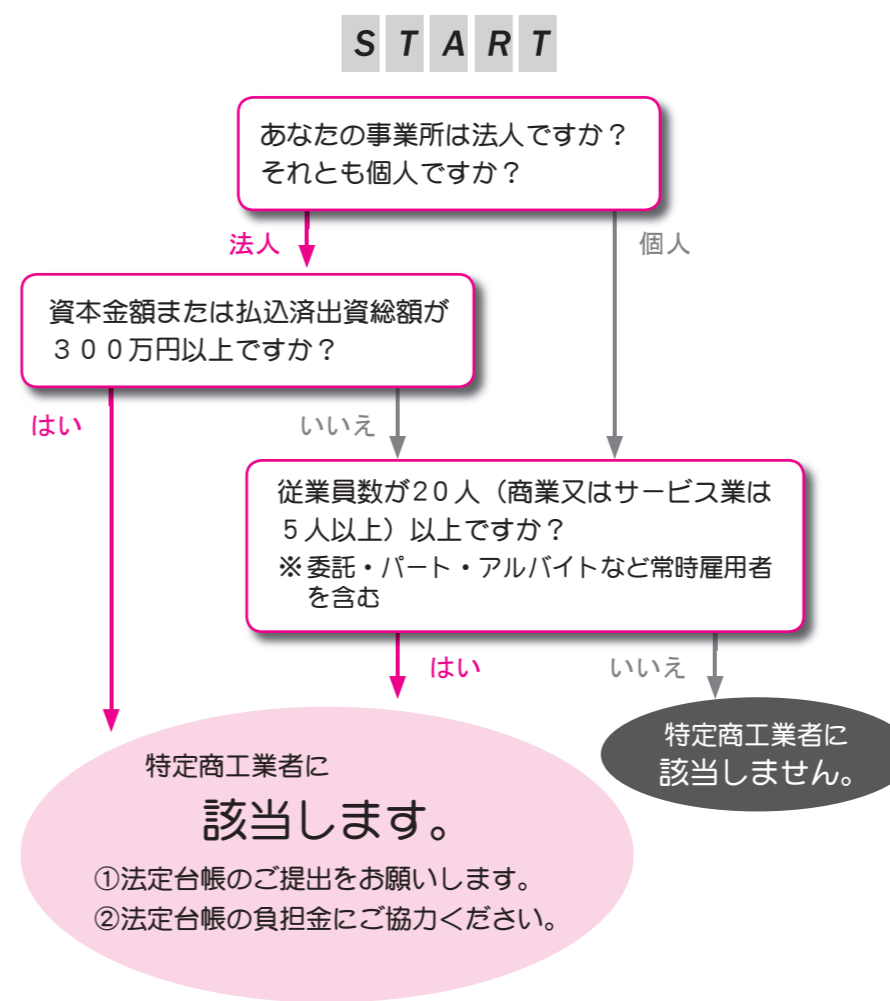 START
あなたの事業所は法人ですか？
それとも個人ですか？
法人
個人
資本金額または払込済出資総額が
３００万円以上ですか？
はい
いいえ
従業員数が20人（商業又はサービス業は
５人以上）以上ですか？
※委託・パート・アルバイトなど常時雇用者
を含む
はい
いいえ
特定商工業者に
該当しません。
特定商工業者に
該当します。
①法定台帳のご提出をお願いします。
②法定台帳の負担金にご協力ください。